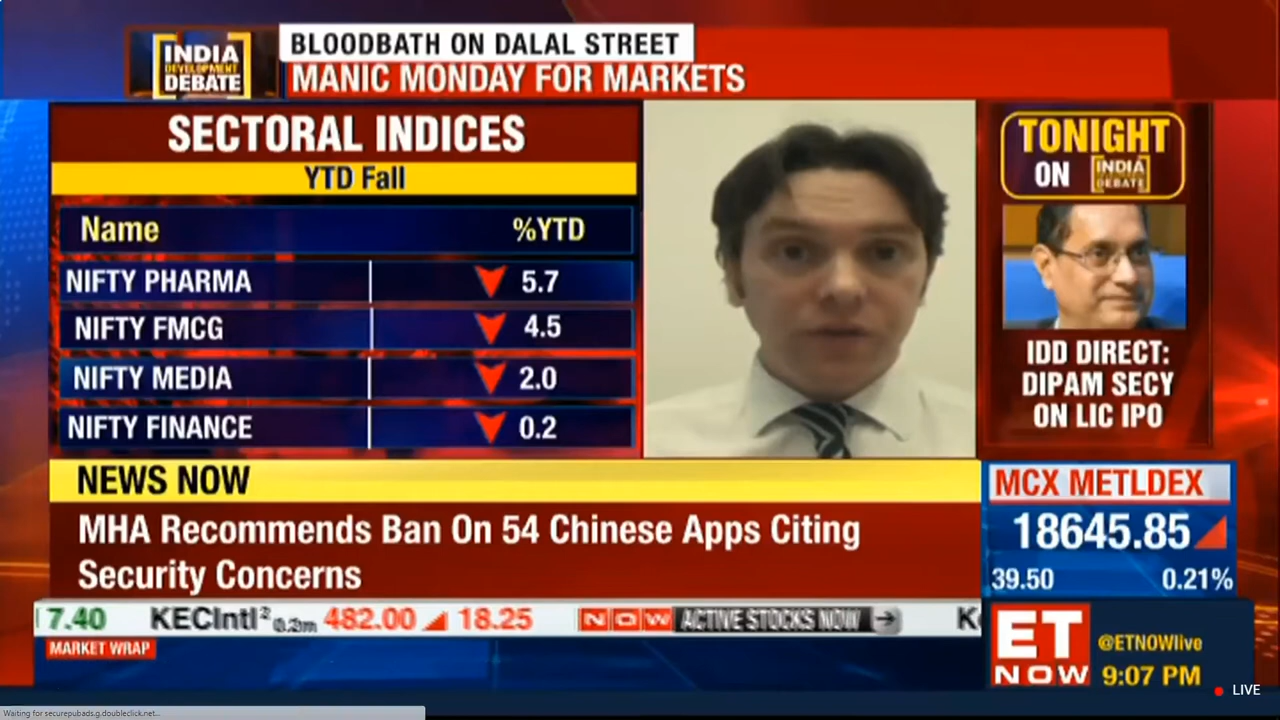 INDIA
DEVELOPMENT
DEBATE
BLOODBATH ON DALAL STREET
MANIC MONDAY FOR MARKETS
SECTORAL INDICES
YTD Fall
Name %YTD
NIFTY PHARMA 5.7
NIFTY FMCG 4.5
NIFTY MEDIA 2.0
NIFTY FINANCE 0.2
TONIGHT
ON INDIA
DEBATE
IDD DIRECT:
DIPAM SECY
ON LIC IPO
NEWS NOW
MHA Recommends Ban On 54 Chinese Apps Citing
Security Concerns
MCX METLDEX
18645.85
39.50 0.21%
7.40 KECIntl² 0.2m 482.00 18.25 NOW ACTIVE STOCKS NOW K
MARKET WRAP
ET
NOW
@ETNOWlive
9:07 PM
LIVE
Waiting for securepubads.g.doubleclick.net...